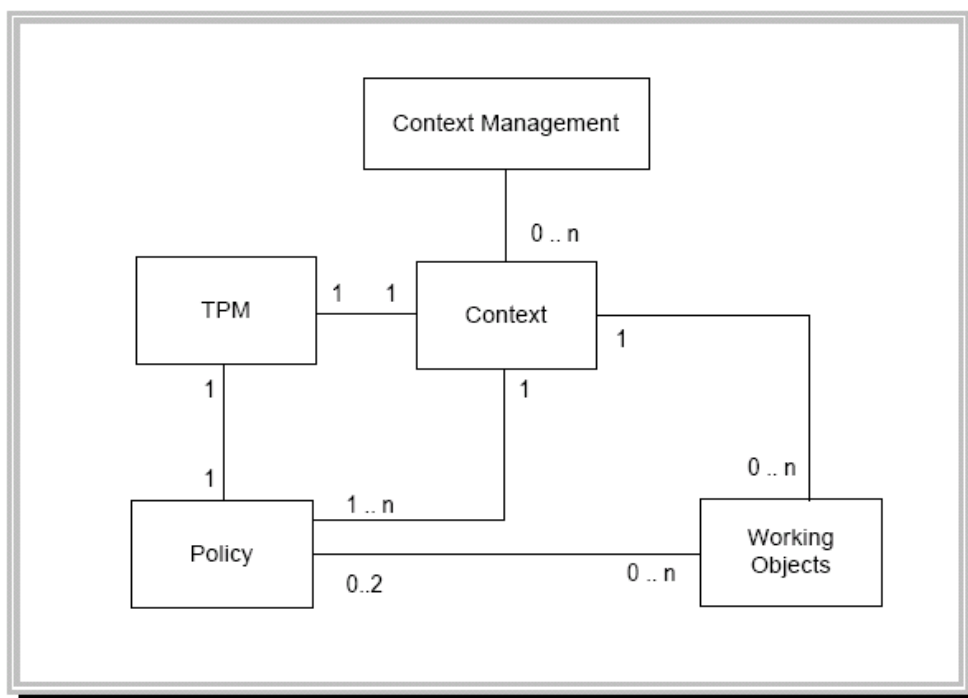 Context Management
0 .. n
TPM
1
1
Context
1
1
1
1
0 .. n
1 .. n
Policy
0..2
0 .. n
Working
Objects